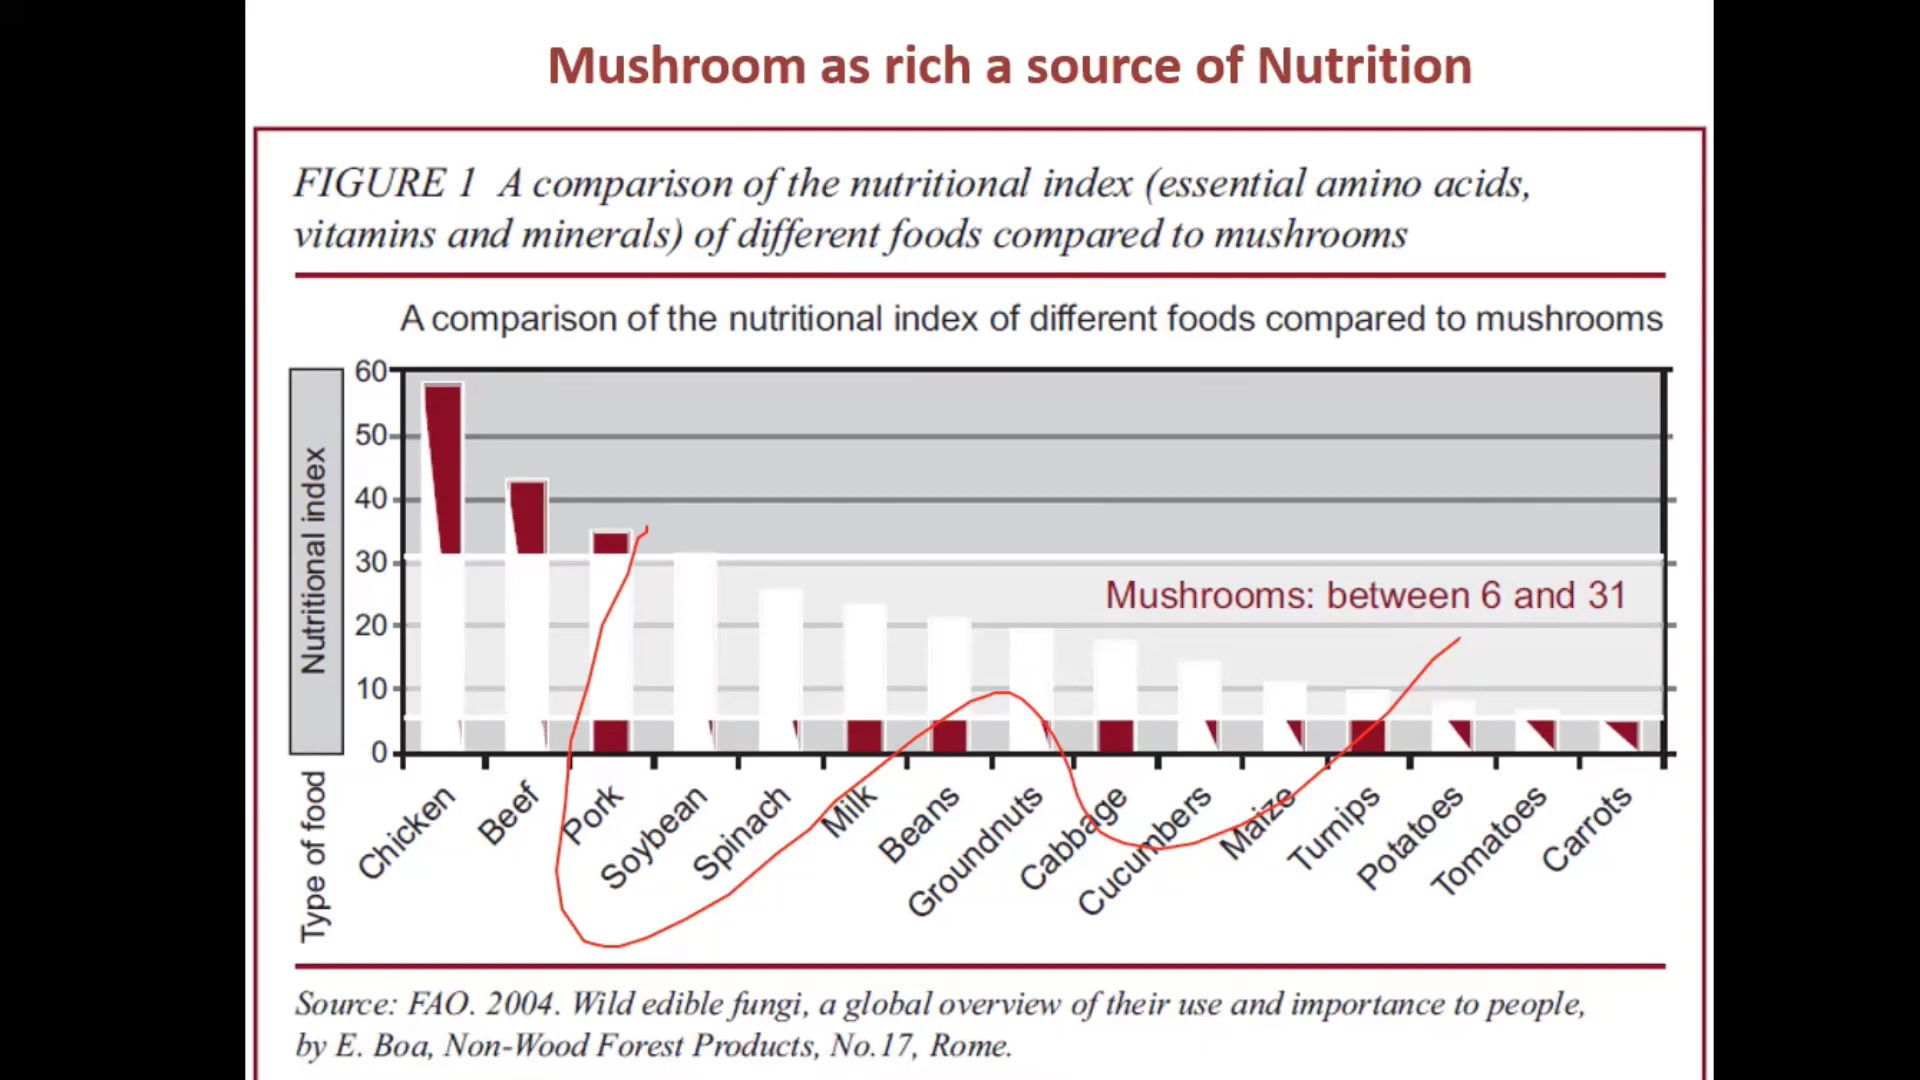 Mushroom as rich a source of Nutrition
FIGURE 1 A comparison of the nutritional index (essential amino acids,
vitamins and minerals) of different foods compared to mushrooms
A comparison of the nutritional index of different foods compared to mushrooms
Nutritional index
60
50
40
30
20
10
0
Mushrooms: between 6 and 31
Type of food
Chicken
Beef
Pork
Soybean
Spinach
Milk
Beans
Groundnuts
Cabbage
Cucumbers
Maize
Turnips
Potatoes
Tomatoes
Carrots
Source: FAO. 2004. Wild edible fungi, a global overview of their use and importance to people,
by E. Boa, Non-Wood Forest Products, No.17, Rome.